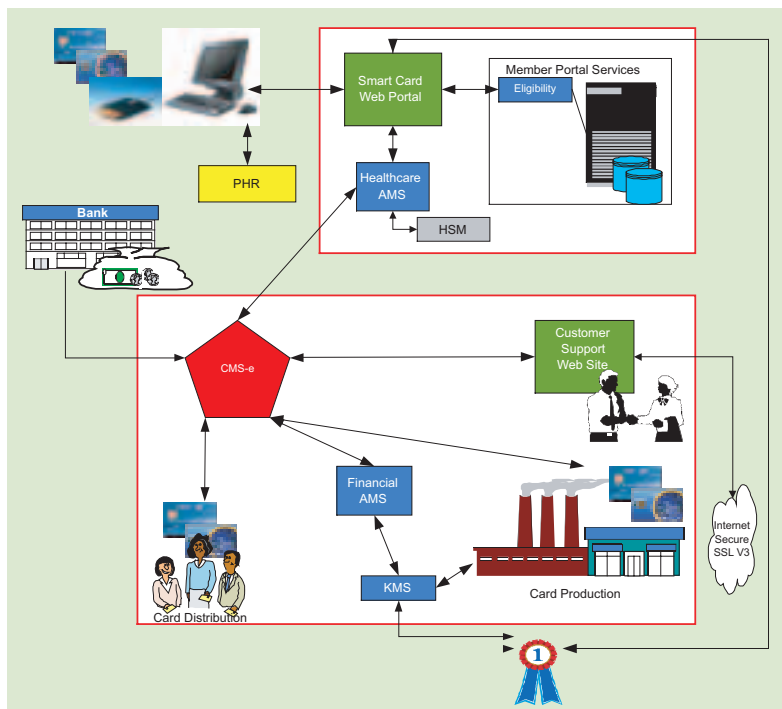 Smart Card
Web Portal
Member Portal Services
Eligibility
PHR
Healthcare
AMS
HSM
Bank
CMS-e
Customer
Support
Web Site
Financial
AMS
Internet
Secure
SSL V3
KMS
Card Production
Card Distribution
1